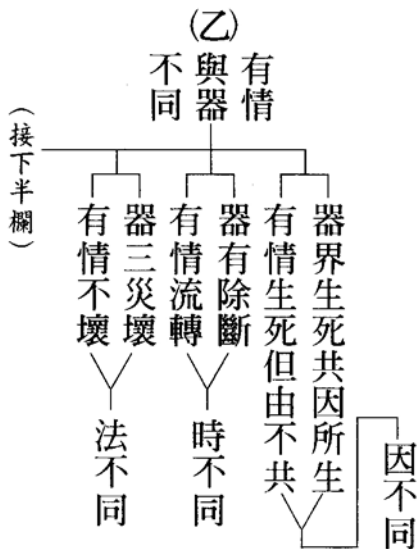 (乙)
有情
與器
不同
器界生死共因所生
有情生死但由不共
因不同
器有除斷
有情流轉
時不同
器三災壞
有情不壞
法不同
(接下半欄)